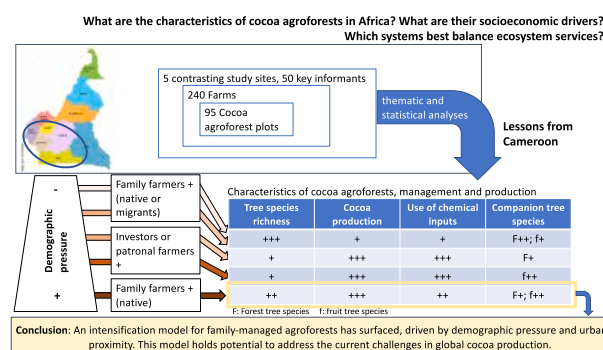 What are the characteristics of cocoa agroforests in Africa? What are their socioeconomic drivers?
Which systems best balance ecosystem services?
5 contrasting study sites, 50 key informants
240 Farms
95 Cocoa
agroforest plots
thematic and
statistical analyses
Lessons from
Cameroon
Demographic
pressure
-
+
Family farmers +
(native or
migrants)
Investors or
patronal farmers
+
Family farmers +
(native)
Characteristics of cocoa agroforests, management and production
Tree species richness | Cocoa production | Use of chemical inputs | Companion tree species
+++ | + | + | F++; f+
+ | +++ | +++ | F+
+ | +++ | +++ | f++
++ | +++ | ++ | F+; f++
F: Forest tree species f: fruit tree species
Conclusion: An intensification model for family-managed agroforests has surfaced, driven by demographic pressure and urban
proximity. This model holds potential to address the current challenges in global cocoa production.